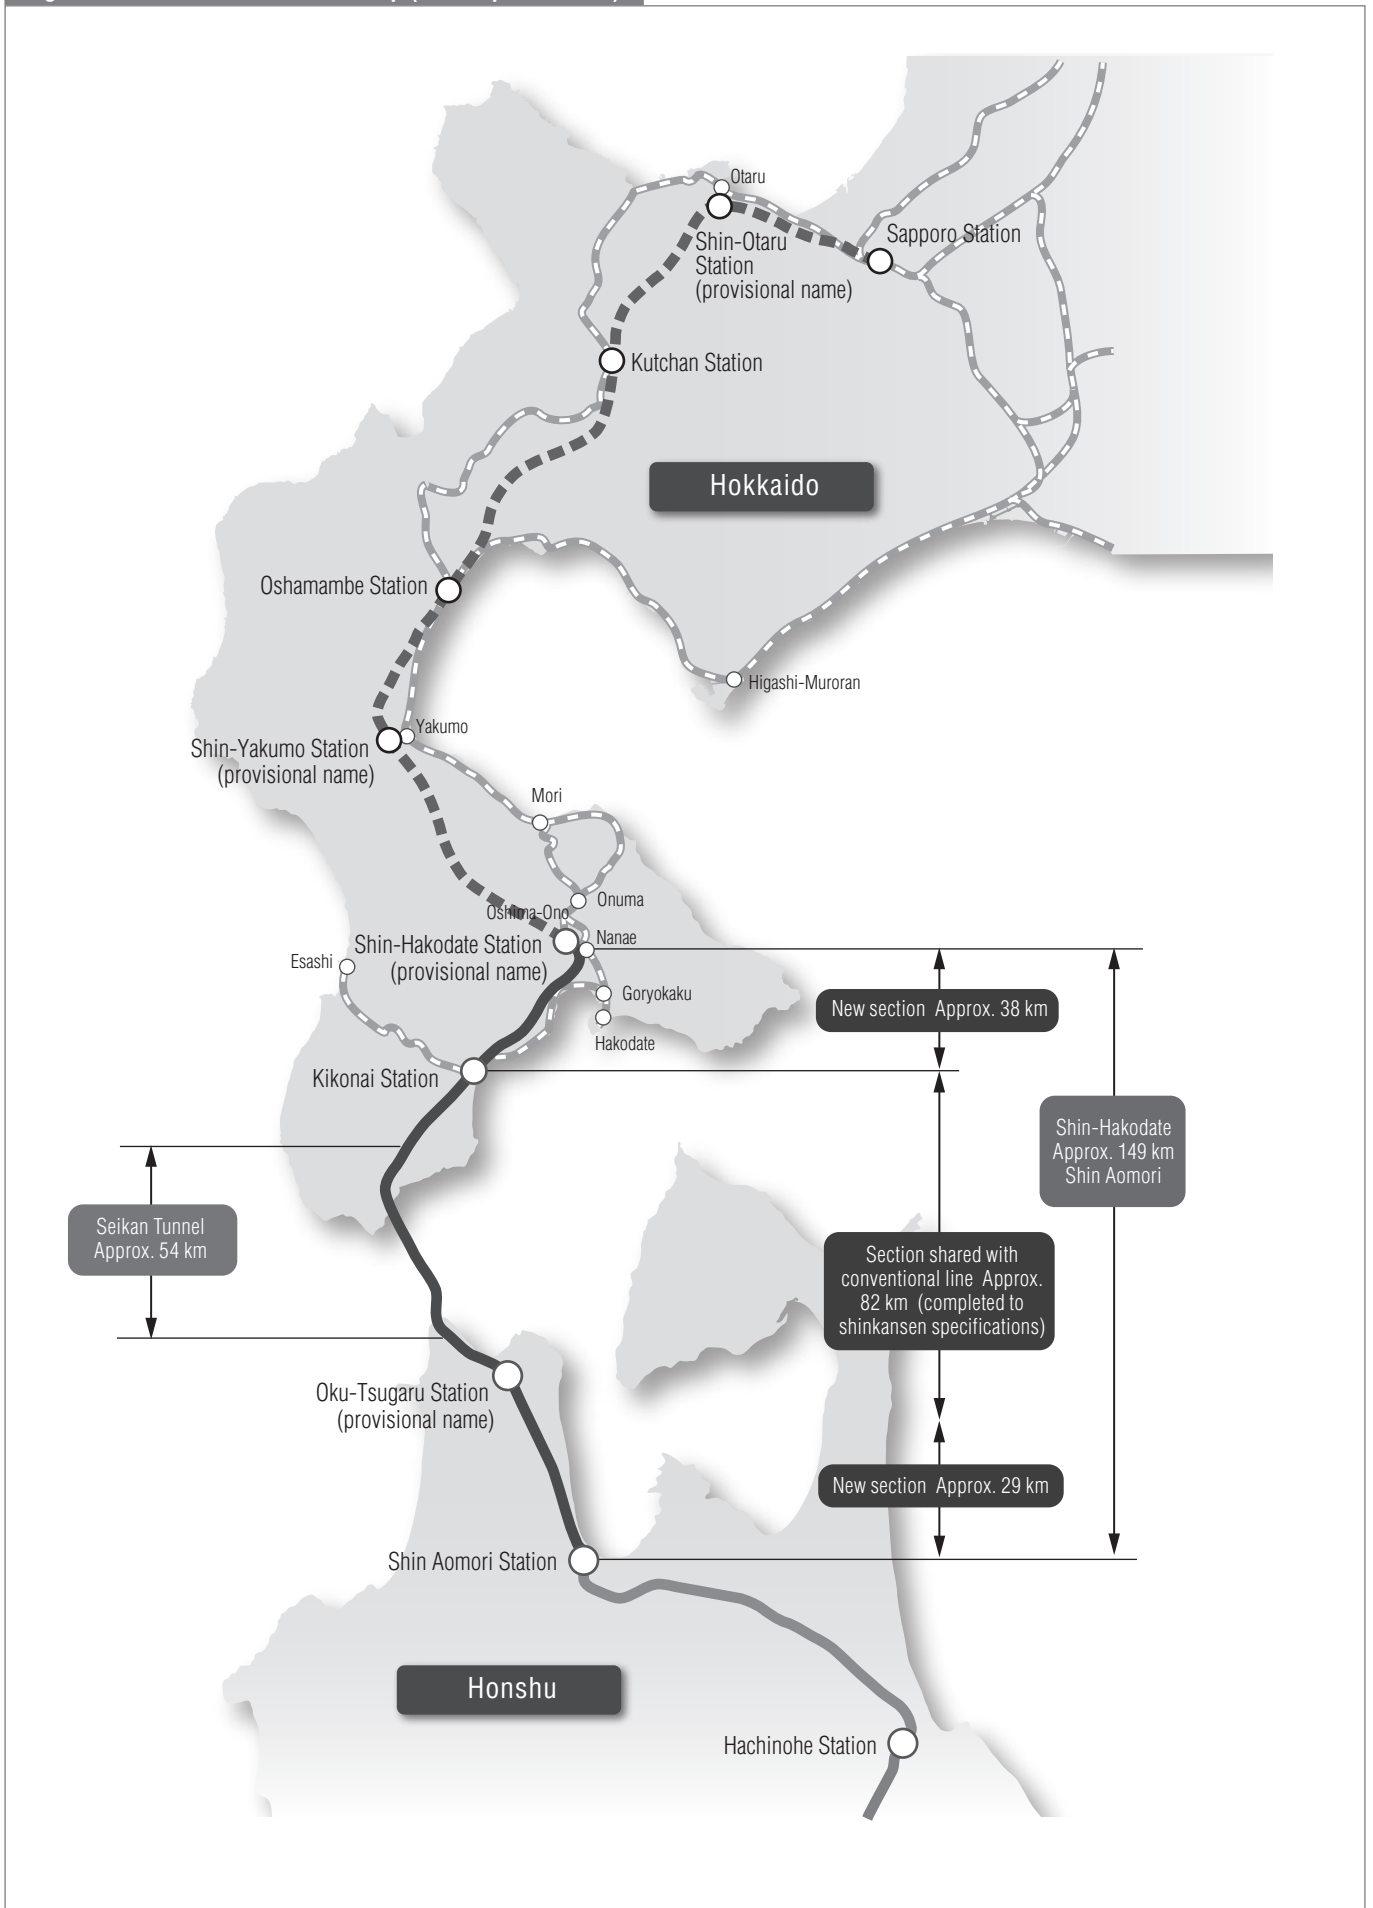 Otaru
Sapporo Station
Shin-Otaru
Station
(provisional name)
Kutchan Station
Hokkaido
Oshamambe Station
Higashi-Muroran
Yakumo
Shin-Yakumo Station
(provisional name)
Mori
Onuma
Oshima-Ono
Nanae
Shin-Hakodate Station
(provisional name)
Esashi
Goryokaku
New section Approx. 38 km
Hakodate
Kikonai Station
Shin-Hakodate
Approx. 149 km
Shin Aomori
Seikan Tunnel
Approx. 54 km
Section shared with
conventional line Approx.
82 km (completed to
shinkansen specifications)
Oku-Tsugaru Station
(provisional name)
New section Approx. 29 km
Shin Aomori Station
Honshu
Hachinohe Station